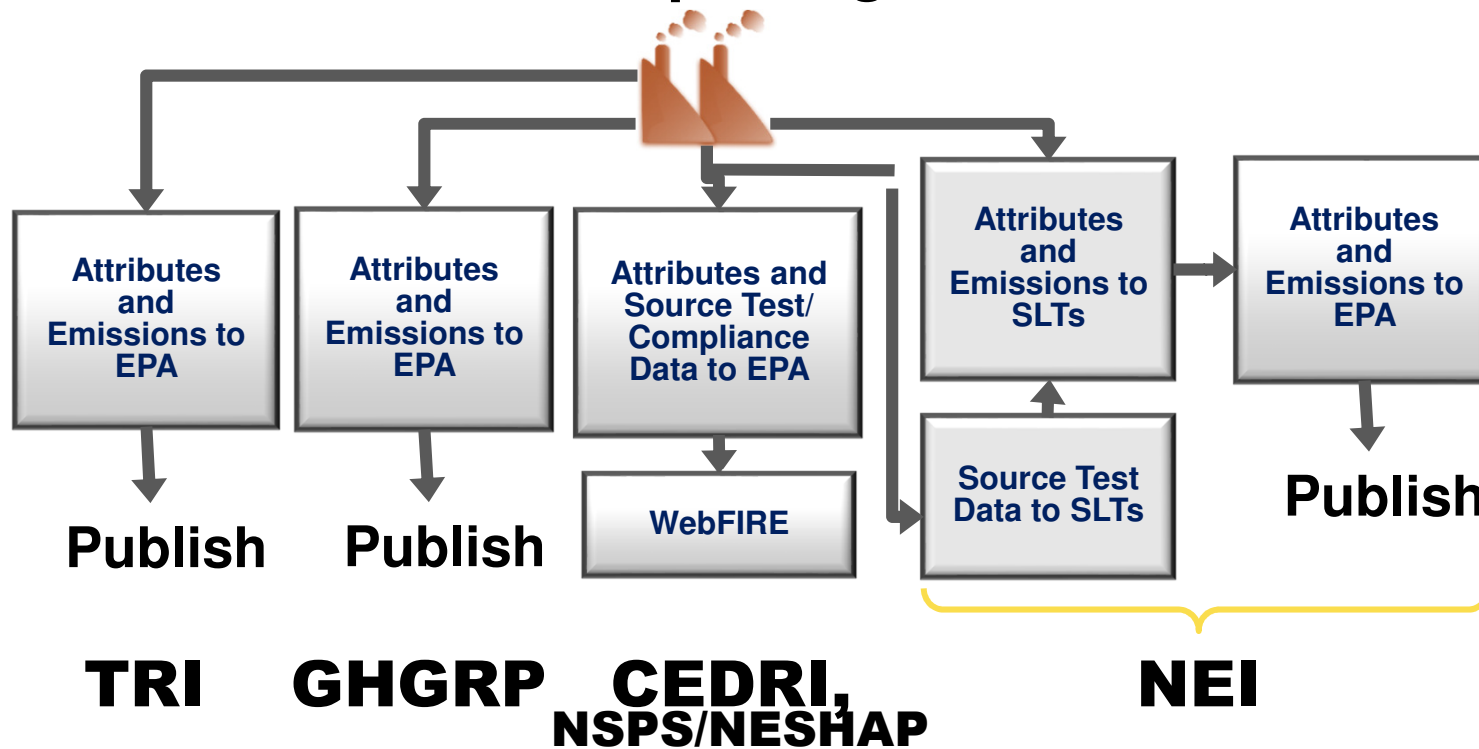 Attributes
and
Emissions to
EPA
Publish
TRI
Attributes
and
Emissions to
EPA
Publish
GHGRP
Attributes and
Source Test/
Compliance
Data to EPA
WebFIRE
CEDRI,
NSPS/NESHAP
Attributes
and
Emissions to
SLTs
Source Test
Data to SLTs
Attributes
and
Emissions to
EPA
Publish
NEI